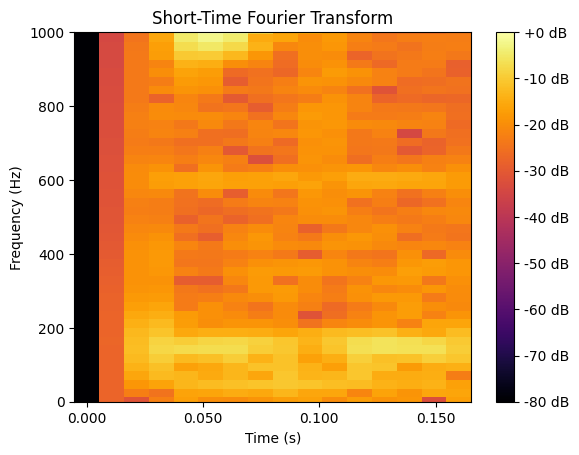 Short-Time Fourier Transform
Frequency (Hz)
1000
800
600
400
200
0
0.000
0.050
0.100
0.150
Time (s)
+0 dB
-10 dB
-20 dB
-30 dB
-40 dB
-50 dB
-60 dB
-70 dB
-80 dB